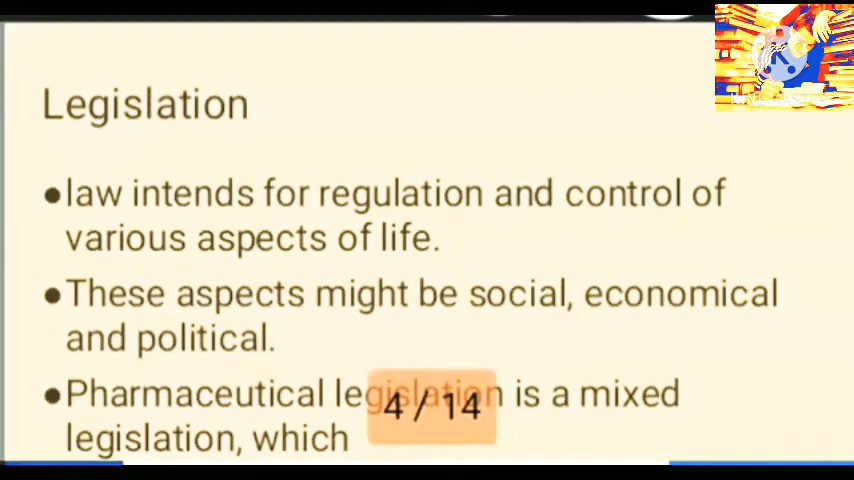 Legislation
●law intends for regulation and control of
various aspects of life.
●These aspects might be social, economical
and political.
●Pharmaceutical legislation is a mixed
4 / 14
legislation, which